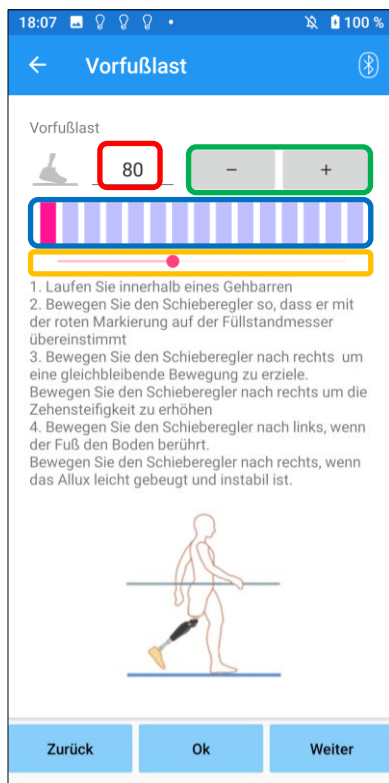 18:07 100 %
Vorfußlast
Vorfußlast
80 − +
1. Laufen Sie innerhalb eines Gehbarren
2. Bewegen Sie den Schieberegler so, dass er mit
der roten Markierung auf der Füllstandmesser
übereinstimmt
3. Bewegen Sie den Schieberegler nach rechts um
eine gleichbleibende Bewegung zu erziele.
Bewegen Sie den Schieberegler nach rechts um die
Zehensteifigkeit zu erhöhen
4. Bewegen Sie den Schieberegler nach links, wenn
der Fuß den Boden berührt.
Bewegen Sie den Schieberegler nach rechts, wenn
das Allux leicht gebeugt und instabil ist.
Zurück Ok Weiter